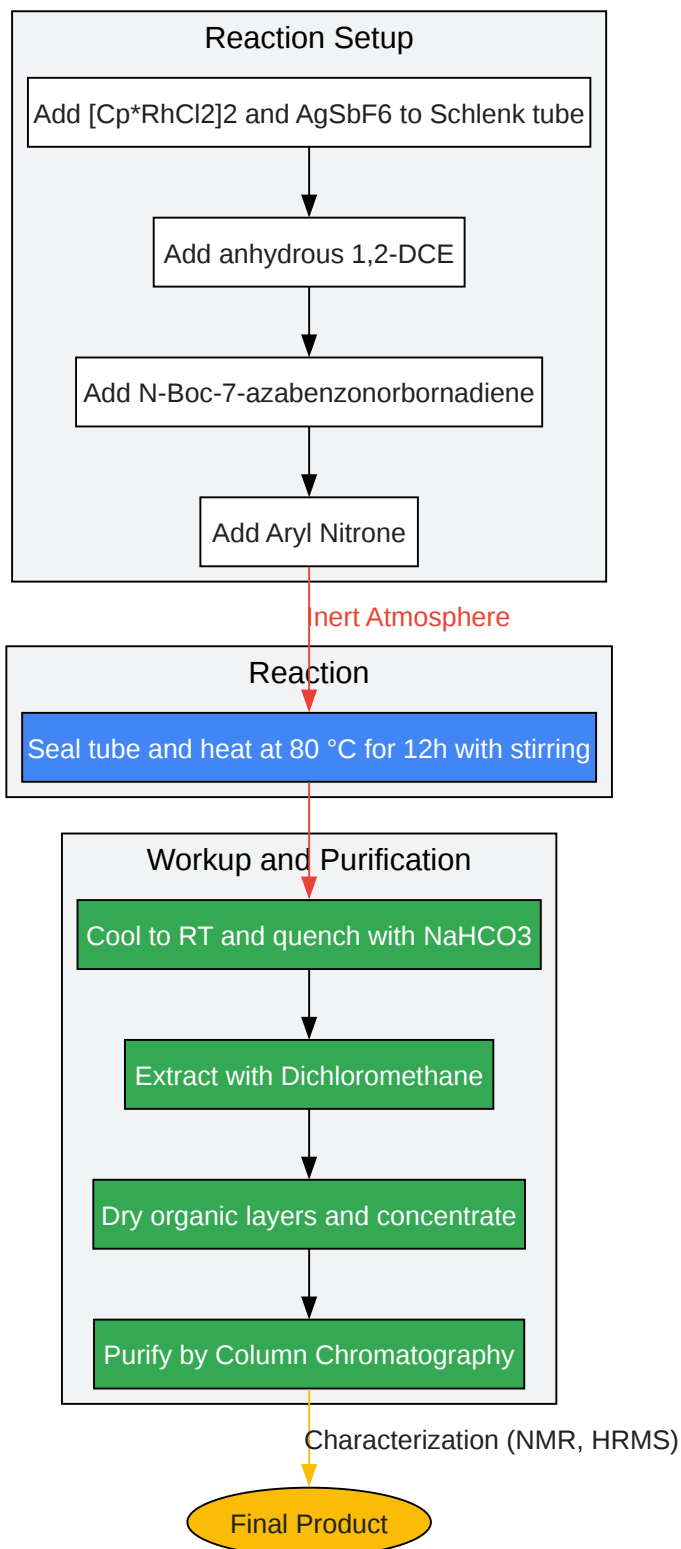 Reaction Setup
Add [Cp*RhCl2]2 and AgSbF6 to Schlenk tube
Add anhydrous 1,2-DCE
Add N-Boc-7-azabenzonorbornadiene
Add Aryl Nitrone
Inert Atmosphere
Reaction
Seal tube and heat at 80 °C for 12h with stirring
Workup and Purification
Cool to RT and quench with NaHCO3
Extract with Dichloromethane
Dry organic layers and concentrate
Purify by Column Chromatography
Characterization (NMR, HRMS)
Final Product